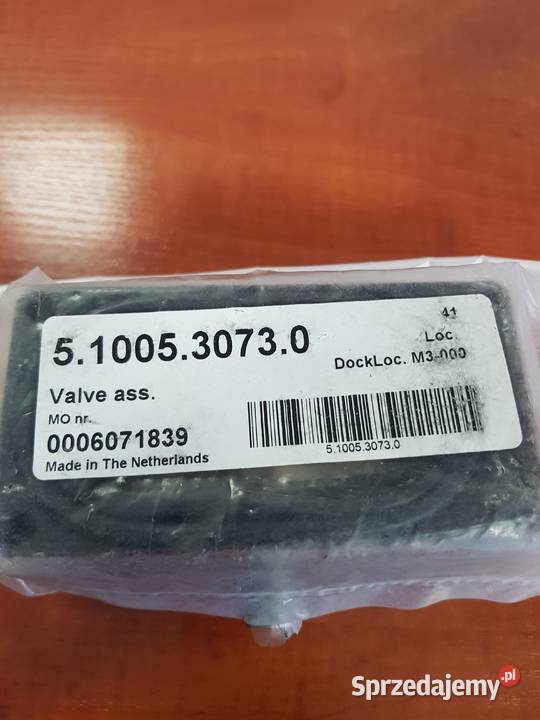 41
5.1005.3073.0
Loc.
DockLoc. M3-000
Valve ass.
MO nr.
0006071839
5.1005.3073.0
Made in The Netherlands
Sprzedajemy.pl